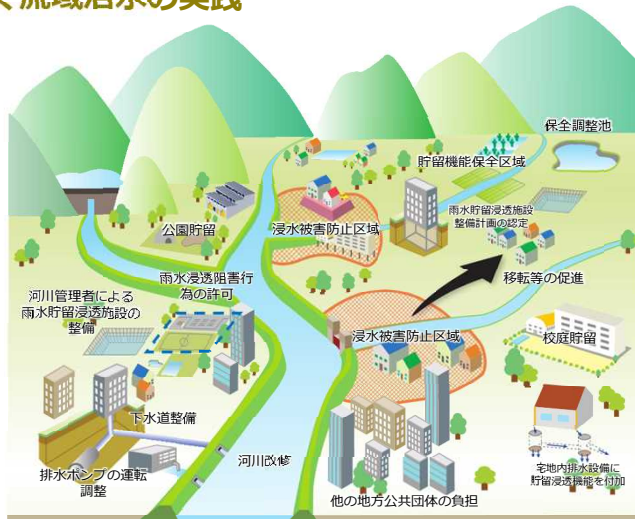 流域治水の実践
保全調整池
貯留機能保全区域
公園貯留
浸水被害防止区域
雨水貯留浸透施設
整備計画の認定
雨水浸透阻害行
為の許可
移転等の促進
河川管理者による
雨水貯留浸透施設の
整備
浸水被害防止区域
校庭貯留
下水道整備
河川改修
排水ポンプの運転
調整
宅地内排水設備に
貯留浸透機能を付加
他の地方公共団体の負担